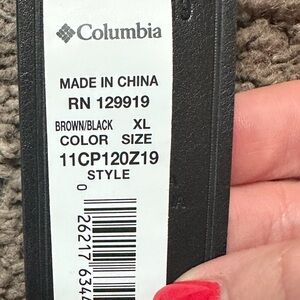 Columbia
MADE IN CHINA
RN 129919
BROWN/BLACK XL
COLOR SIZE
11CP120Z19
STYLE
0
26217 634